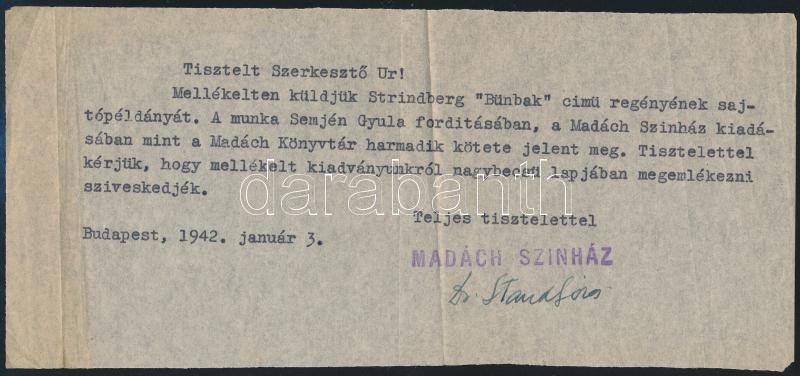 Tisztelt Szerkesztő Ur!
Mellékelten küldjük Strindberg "Bünbak" cimü regényének saj-
tópéldányát. A munka Semjén Gyula forditásában, a Madách Szinház kiadá-
sában mint a Madách Könyvtár harmadik kötete jelent meg. Tisztelettel
kérjük, hogy mellékelt kiadványunkról nagybecsü lapjában megemlékezni
sziveskedjék.
Teljes tisztelettel
Budapest, 1942. január 3.
MADÁCH SZINHÁZ
Dr.
darabanth